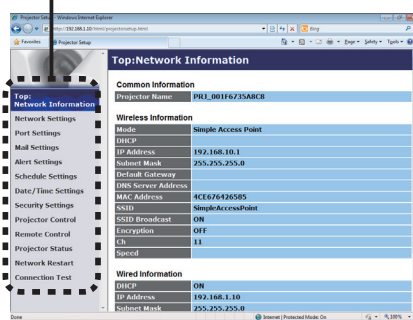 Projector Setup - Windows Internet Explorer
http://192.168.1.10/html/projectorsetup.html
Bing
Favorites Projector Setup
Page Safety Tools
Top:Network Information
Common Information
Projector Name PRJ_001F6735A8C8
Wireless Information
Mode Simple Access Point
DHCP
IP Address 192.168.10.1
Subnet Mask 255.255.255.0
Default Gateway
DNS Server Address
MAC Address 4CE676426585
SSID SimpleAccessPoint
SSID Broadcast ON
Encryption OFF
Ch 11
Speed
Wired Information
DHCP ON
IP Address 192.168.1.10
Subnet Mask 255.255.255.0
Top:
Network Information
Network Settings
Port Settings
Mail Settings
Alert Settings
Schedule Settings
Date/Time Settings
Security Settings
Projector Control
Remote Control
Projector Status
Network Restart
Connection Test
Done Internet | Protected Mode: On 100%